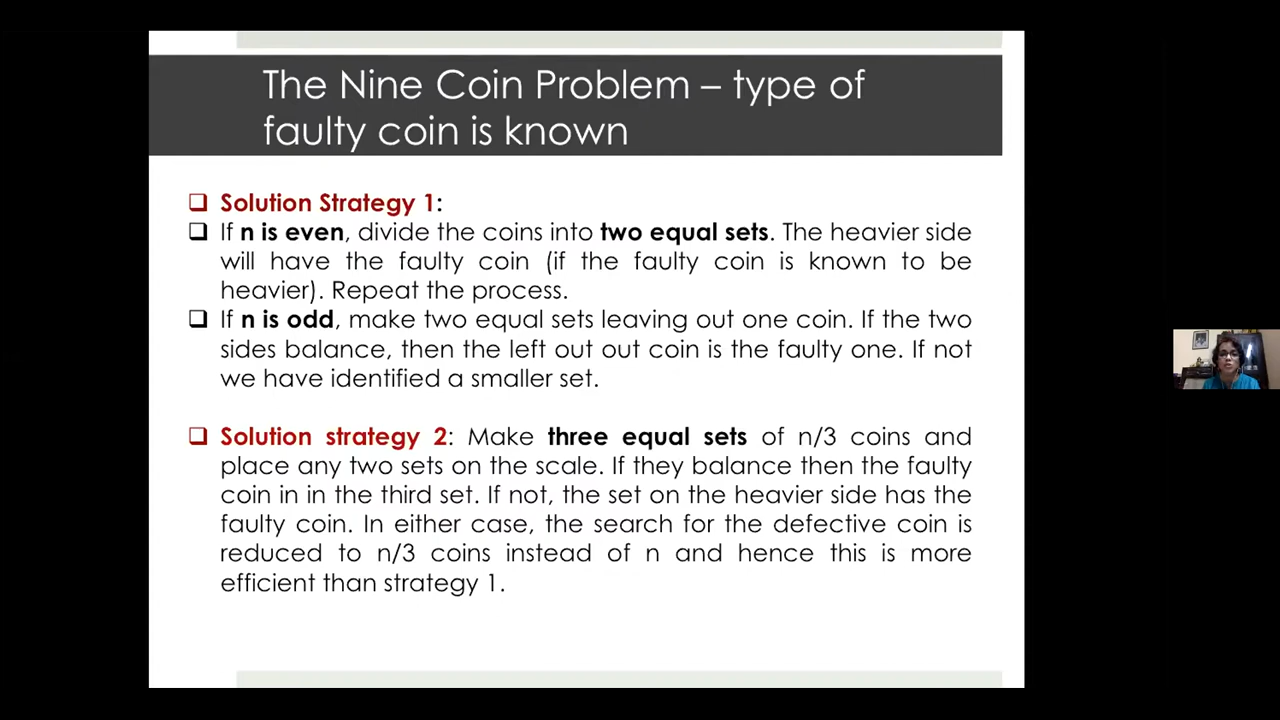 The Nine Coin Problem – type of
faulty coin is known
Solution Strategy 1:
If n is even, divide the coins into two equal sets. The heavier side
will have the faulty coin (if the faulty coin is known to be
heavier). Repeat the process.
If n is odd, make two equal sets leaving out one coin. If the two
sides balance, then the left out out coin is the faulty one. If not
we have identified a smaller set.
Solution strategy 2: Make three equal sets of n/3 coins and
place any two sets on the scale. If they balance then the faulty
coin in in the third set. If not, the set on the heavier side has the
faulty coin. In either case, the search for the defective coin is
reduced to n/3 coins instead of n and hence this is more
efficient than strategy 1.